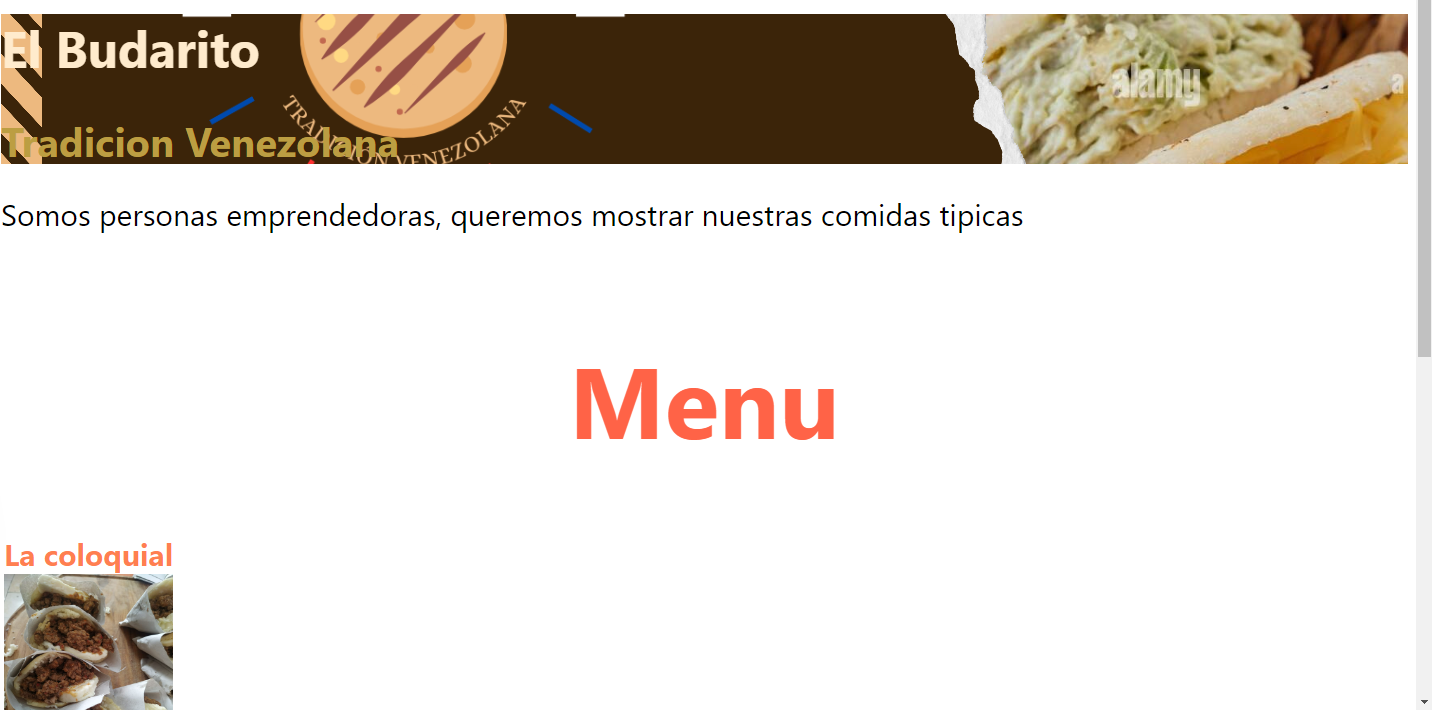 El Budarito
TRADICION VENEZOLANA
alamy
a
Tradicion Venezolana
Somos personas emprendedoras, queremos mostrar nuestras comidas tipicas
Menu
La coloquial